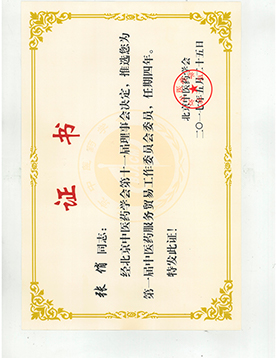 证书
张俏 同志:
经北京中医药学会第十一届理事会决定,推选您为
第一届中医药服务贸易工作委员会委员,任期四年。
特发此证!
北京中医药学会
二〇一七年五月二十五日